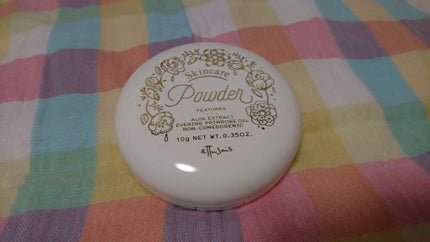 Skincare
Powder
FEATURES
ALOE EXTRACT
EVENING PRIMROSE OIL
NON-COMEDOGENIC
10g NET WT. 0.35OZ.
ettusais